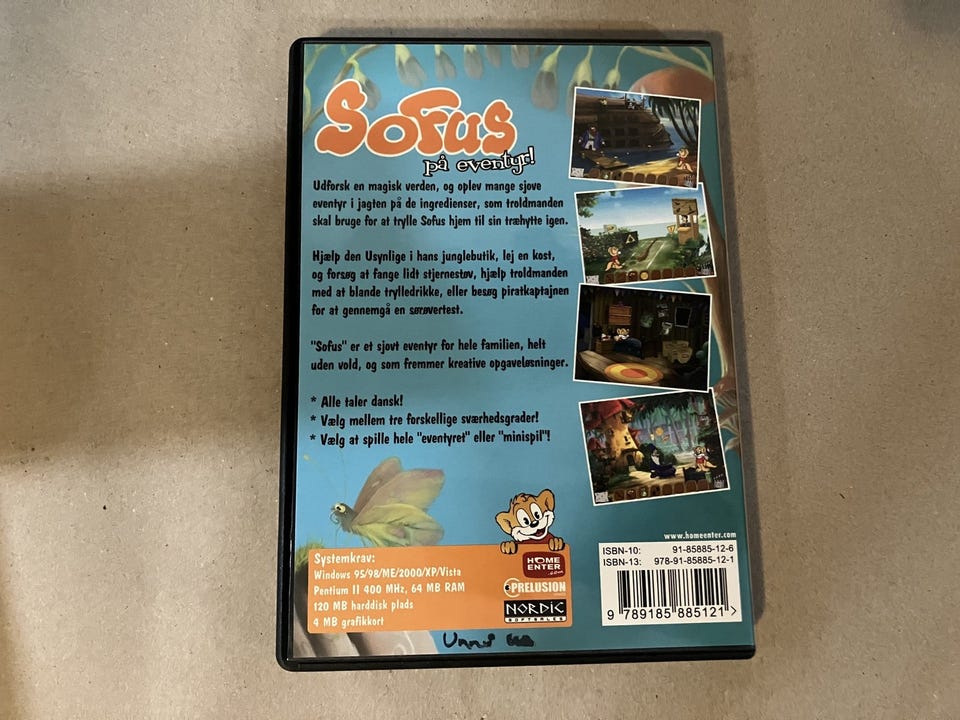 Sofus
på eventyr!
Udforsk en magisk verden, og oplev mange sjove
eventyr i jagten på de ingredienser, som troldmanden
skal bruge for at trylle Sofus hjem til sin træhytte igen.
Hjælp den Usynlige i hans junglebutik, lej en kost,
og forsøg at fange lidt stjernestøv, hjælp troldmanden
med at blande trylledrikke, eller besøg piratkaptajnen
for at gennemgå en sørøvertest.
"Sofus" er et sjovt eventyr for hele familien, helt
uden vold, og som fremmer kreative opgaveløsninger.
* Alle taler dansk!
* Vælg mellem tre forskellige sværhedsgrader!
* Vælg at spille hele "eventyret" eller "minispil"!
Systemkrav:
Windows 95/98/ME/2000/XP/Vista
Pentium II 400 MHz, 64 MB RAM
120 MB harddisk plads
4 MB grafikkort
HOME
ENTER
PRELUSION
NORDIC
SOFTSALES
www.homeenter.com
ISBN-10: 91-85885-12-6
ISBN-13: 978-91-85885-12-1
9 789185 885121 >